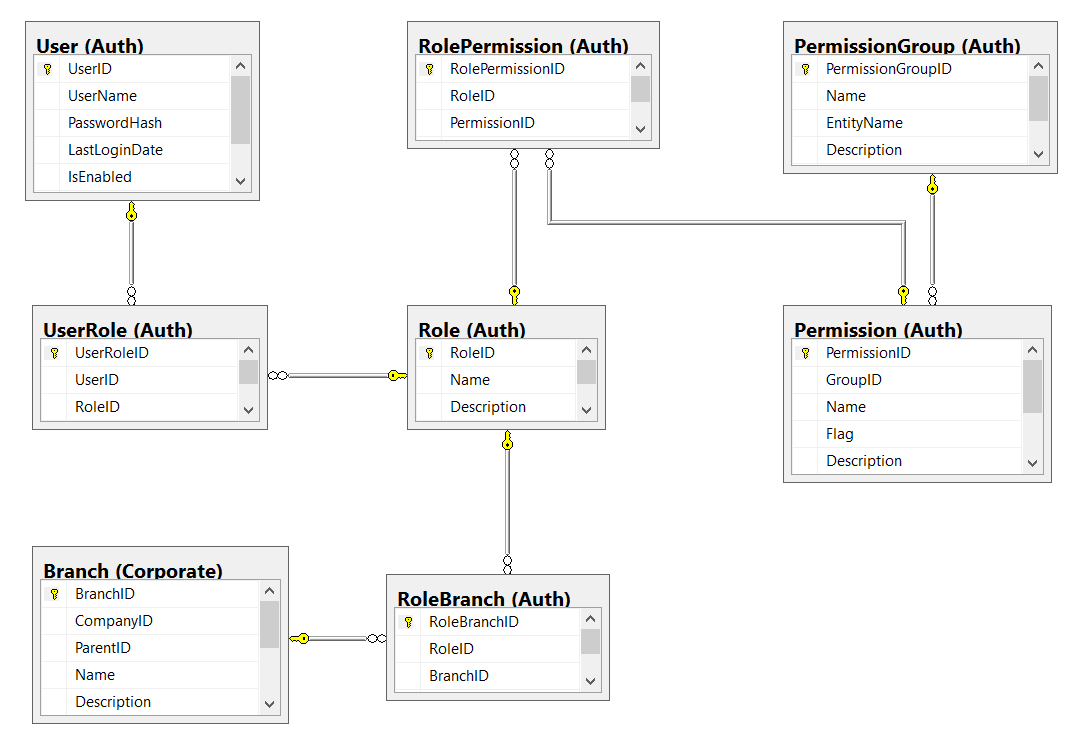 User (Auth)
UserID
UserName
PasswordHash
LastLoginDate
IsEnabled
RolePermission (Auth)
RolePermissionID
RoleID
PermissionID
PermissionGroup (Auth)
PermissionGroupID
Name
EntityName
Description
UserRole (Auth)
UserRoleID
UserID
RoleID
Role (Auth)
RoleID
Name
Description
Permission (Auth)
PermissionID
GroupID
Name
Flag
Description
Branch (Corporate)
BranchID
CompanyID
ParentID
Name
Description
RoleBranch (Auth)
RoleBranchID
RoleID
BranchID